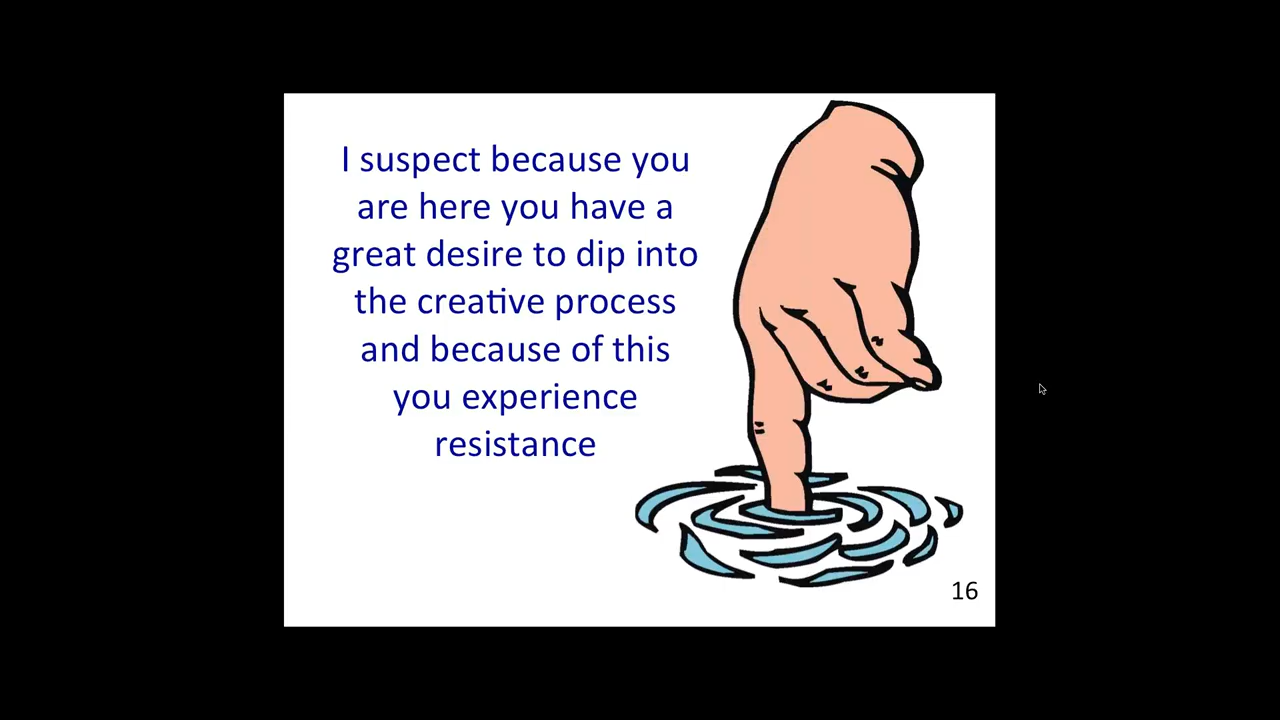 I suspect because you
are here you have a
great desire to dip into
the creative process
and because of this
you experience
resistance
16